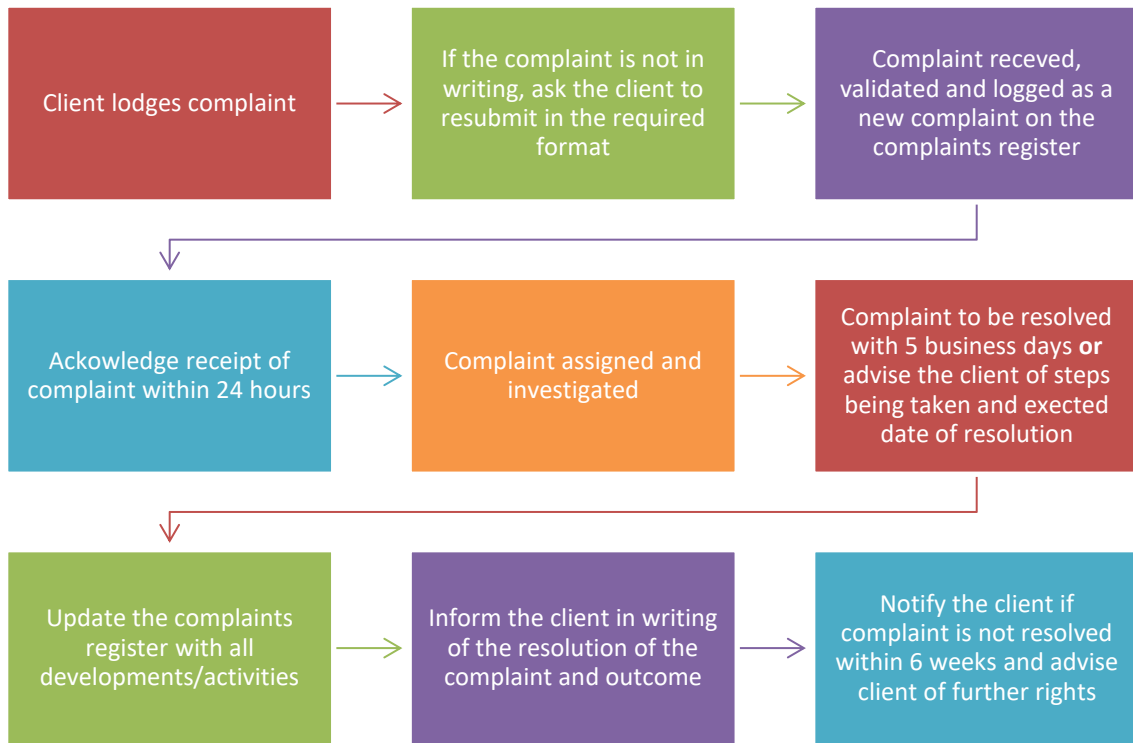 Client lodges complaint
If the complaint is not in
writing, ask the client to
resubmit in the required
format
Complaint receved,
validated and logged as a
new complaint on the
complaints register
Ackowledge receipt of
complaint within 24 hours
Complaint assigned and
investigated
Complaint to be resolved
with 5 business days or
advise the client of steps
being taken and exected
date of resolution
Update the complaints
register with all
developments/activities
Inform the client in writing
of the resolution of the
complaint and outcome
Notify the client if
complaint is not resolved
within 6 weeks and advise
client of further rights